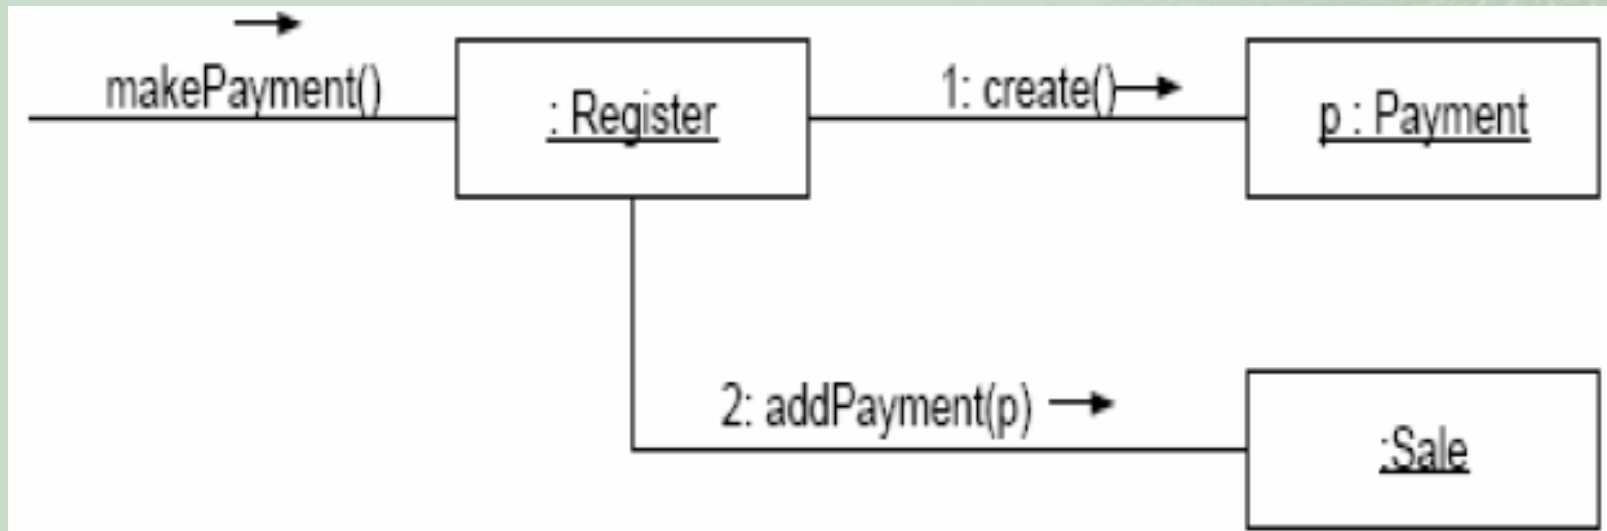 makePayment()
: Register
1: create()
p : Payment
2: addPayment(p)
:Sale